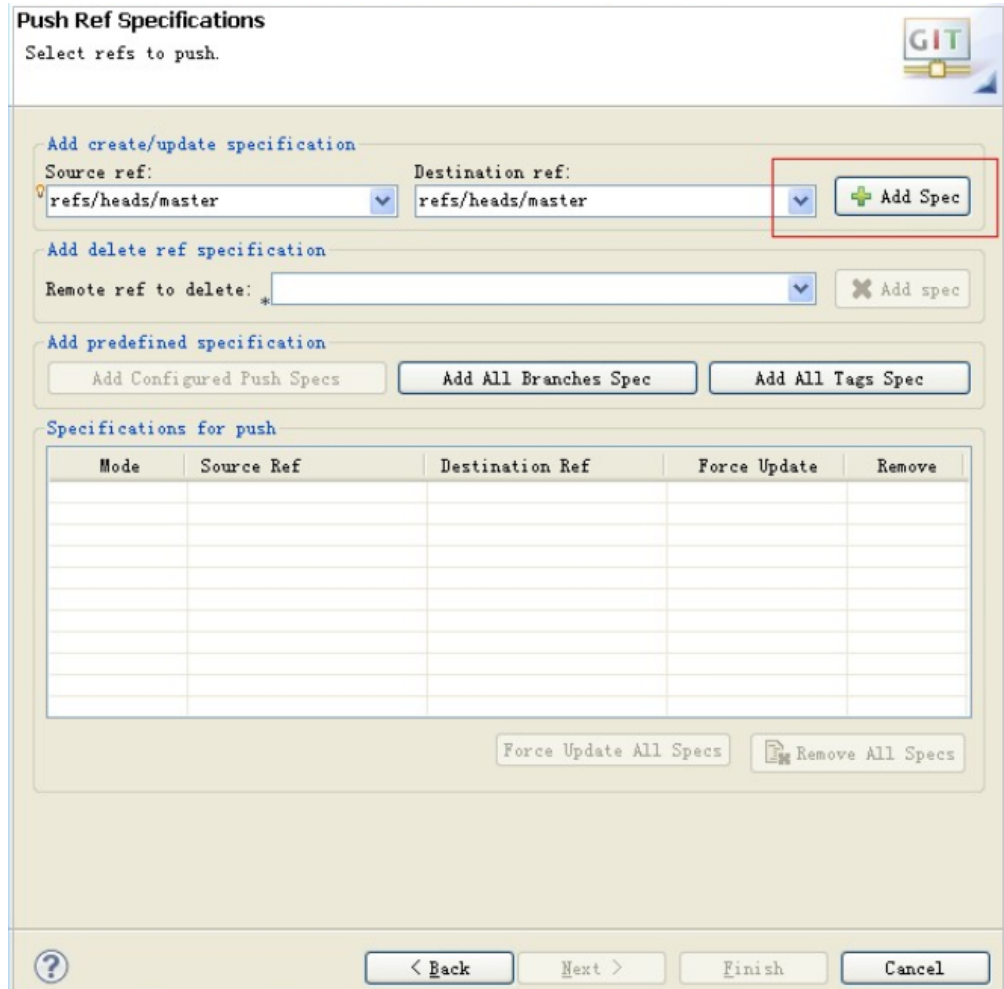 Push Ref Specifications
Select refs to push.
GIT
Add create/update specification
Source ref: Destination ref:
refs/heads/master refs/heads/master Add Spec
Add delete ref specification
Remote ref to delete: * Add spec
Add predefined specification
Add Configured Push Specs Add All Branches Spec Add All Tags Spec
Specifications for push
Mode Source Ref Destination Ref Force Update Remove
Force Update All Specs Remove All Specs
? < Back Next > Finish Cancel